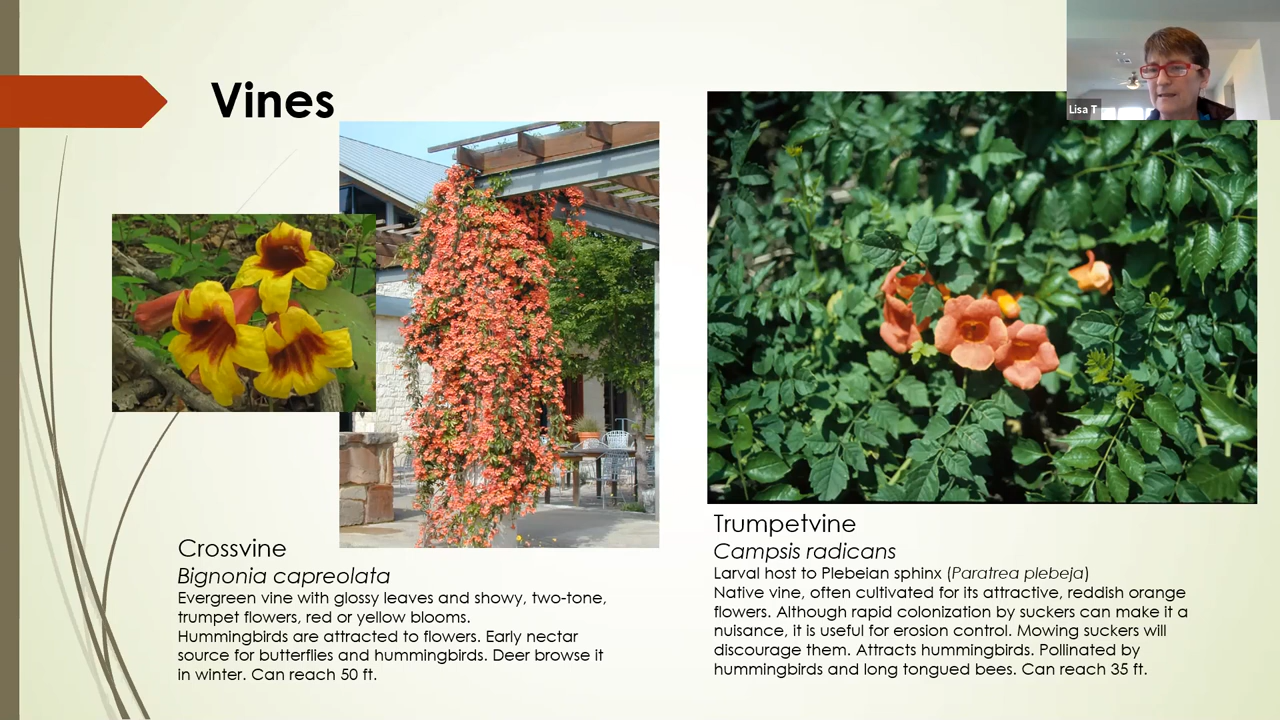 Vines
Lisa T
Crossvine
Bignonia capreolata
Evergreen vine with glossy leaves and showy, two-tone,
trumpet flowers, red or yellow blooms.
Hummingbirds are attracted to flowers. Early nectar
source for butterflies and hummingbirds. Deer browse it
in winter. Can reach 50 ft.
Trumpetvine
Campsis radicans
Larval host to Plebeian sphinx (Paratrea plebeja)
Native vine, often cultivated for its attractive, reddish orange
flowers. Although rapid colonization by suckers can make it a
nuisance, it is useful for erosion control. Mowing suckers will
discourage them. Attracts hummingbirds. Pollinated by
hummingbirds and long tongued bees. Can reach 35 ft.